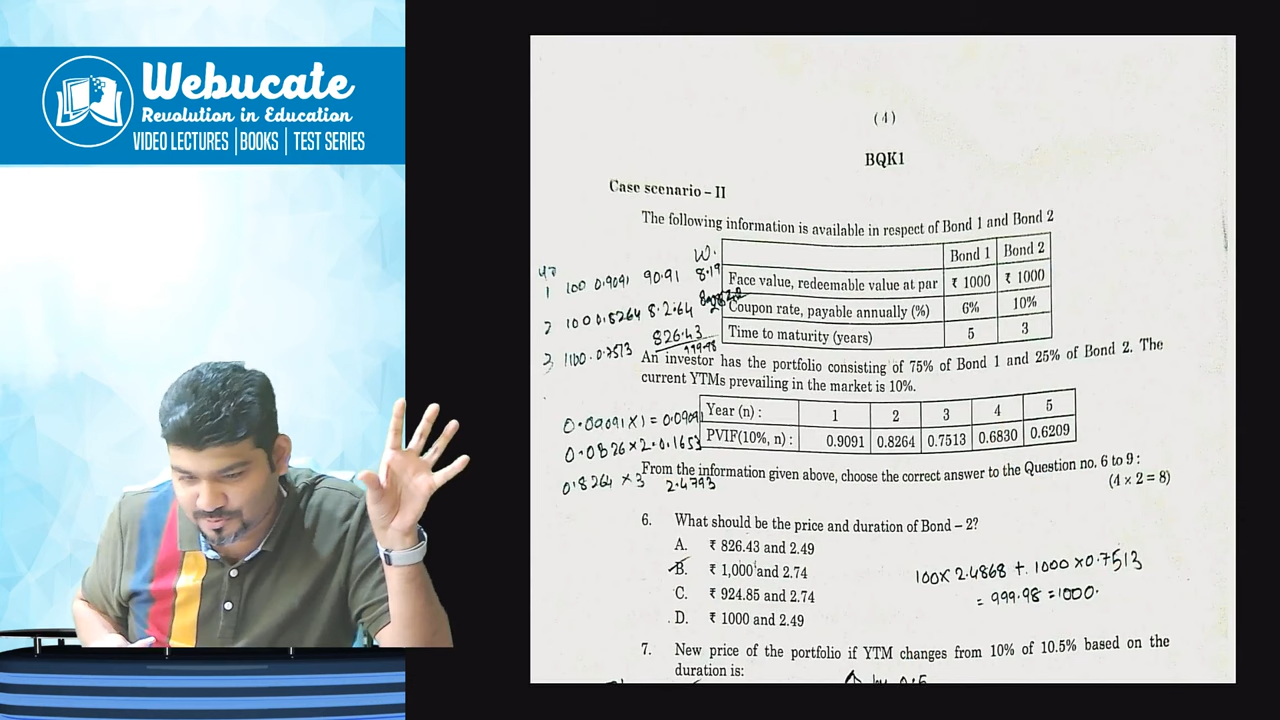 Webucate
Revolution in Education
VIDEO LECTURES | BOOKS | TEST SERIES
(4)
BQK1
Case scenario – II
The following information is available in respect of Bond 1 and Bond 2
W.
Bond 1 Bond 2
1 100 0.9091 90.91 8.19
Face value, redeemable value at par ₹ 1000 ₹ 1000
2 100 0.8264 8.2.64
Coupon rate, payable annually (%) 6% 10%
3, 1100. 0.7513 826.43
999.98
Time to maturity (years) 5 3
An investor has the portfolio consisting of 75% of Bond 1 and 25% of Bond 2. The
current YTMs prevailing in the market is 10%.
0.09091 X 1 = 0.0909
Year (n) : 1 2 3 4 5
0.0826 X 2 = 0.1653
PVIF(10%, n) : 0.9091 0.8264 0.7513 0.6830 0.6209
0.8264 X 3 2.4793
From the information given above, choose the correct answer to the Question no. 6 to 9 :
(4 × 2 = 8)
6. What should be the price and duration of Bond – 2?
A. ₹ 826.43 and 2.49
B. ₹ 1,000 and 2.74
C. ₹ 924.85 and 2.74
D. ₹ 1000 and 2.49
100 X 2.4868 + 1000 X 0.7513
= 999.98 = 1000.
7. New price of the portfolio if YTM changes from 10% of 10.5% based on the
duration is: